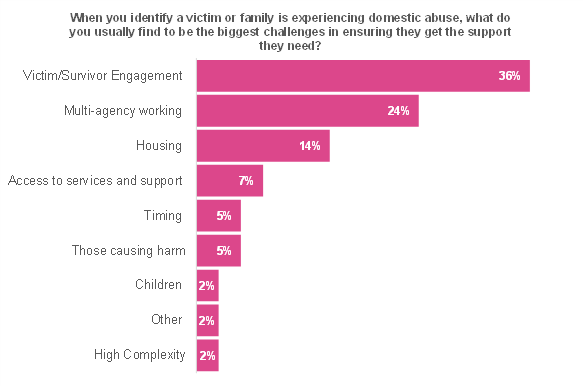 When you identify a victim or family is experiencing domestic abuse, what do
you usually find to be the biggest challenges in ensuring they get the support
they need?
Victim/Survivor Engagement 36%
Multi-agency working 24%
Housing 14%
Access to services and support 7%
Timing 5%
Those causing harm 5%
Children 2%
Other 2%
High Complexity 2%